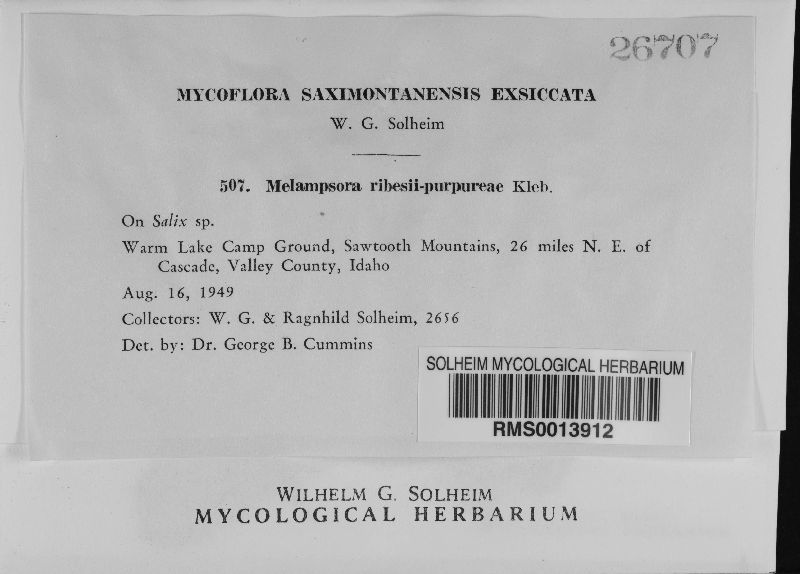 26707
MYCOFLORA SAXIMONTANENSIS EXSICCATA
W. G. Solheim
507. Melampsora ribesii-purpureae Kleb.
On Salix sp.
Warm Lake Camp Ground, Sawtooth Mountains, 26 miles N. E. of
Cascade, Valley County, Idaho
Aug. 16, 1949
Collectors: W. G. & Ragnhild Solheim, 2656
Det. by: Dr. George B. Cummins
SOLHEIM MYCOLOGICAL HERBARIUM
RMS0013912
WILHELM G. SOLHEIM
MYCOLOGICAL HERBARIUM